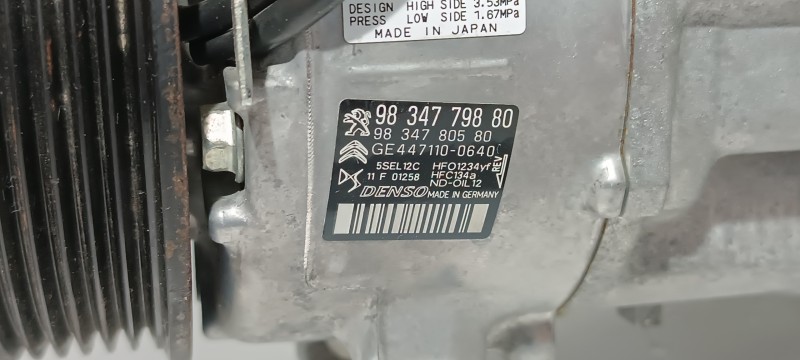 DESIGN HIGH SIDE 3.53MPa
PRESS LOW SIDE 1.67MPa
MADE IN JAPAN
98 347 798 80
98 347 805 80
GE447110-0640
5SEL12C HFO1234yf
11 F 01258 HFC134a
ND-OIL12
REV
DENSO MADE IN GERMANY